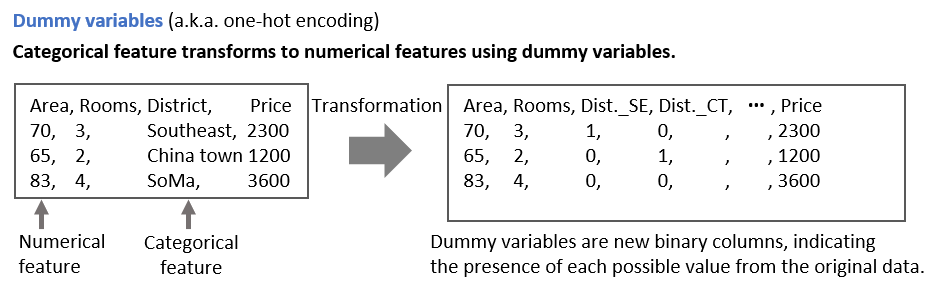 Dummy variables (a.k.a. one-hot encoding)
Categorical feature transforms to numerical features using dummy variables.
Area, Rooms, District, Price
70, 3, Southeast, 2300
65, 2, China town 1200
83, 4, SoMa, 3600
Transformation
Area, Rooms, Dist._SE, Dist._CT, ··· , Price
70, 3, 1, 0, , , 2300
65, 2, 0, 1, , , 1200
83, 4, 0, 0, , , 3600
Numerical
feature
Categorical
feature
Dummy variables are new binary columns, indicating
the presence of each possible value from the original data.